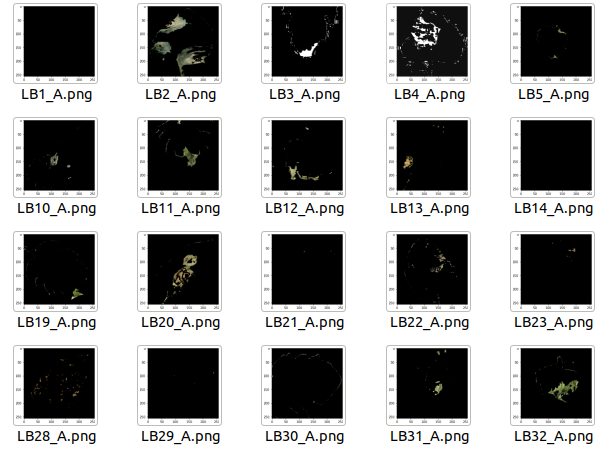 LB1_A.png LB2_A.png LB3_A.png LB4_A.png LB5_A.png
LB10_A.png LB11_A.png LB12_A.png LB13_A.png LB14_A.png
LB19_A.png LB20_A.png LB21_A.png LB22_A.png LB23_A.png
LB28_A.png LB29_A.png LB30_A.png LB31_A.png LB32_A.png